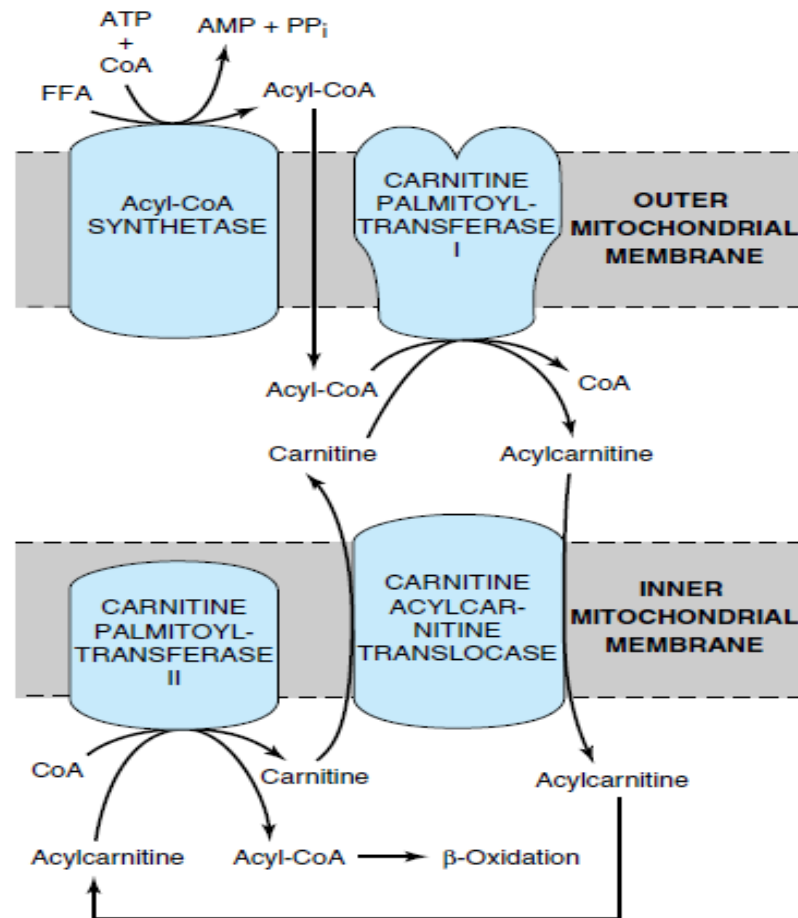 ATP
+
CoA
AMP + PPi
FFA
Acyl-CoA
Acyl-CoA
SYNTHETASE
CARNITINE
PALMITOYL-
TRANSFERASE
I
OUTER
MITOCHONDRIAL
MEMBRANE
Acyl-CoA
CoA
Carnitine
Acylcarnitine
CARNITINE
PALMITOYL-
TRANSFERASE
II
CARNITINE
ACYLCAR-
NITINE
TRANSLOCASE
INNER
MITOCHONDRIAL
MEMBRANE
CoA
Carnitine
Acylcarnitine
Acylcarnitine
Acyl-CoA
β-Oxidation